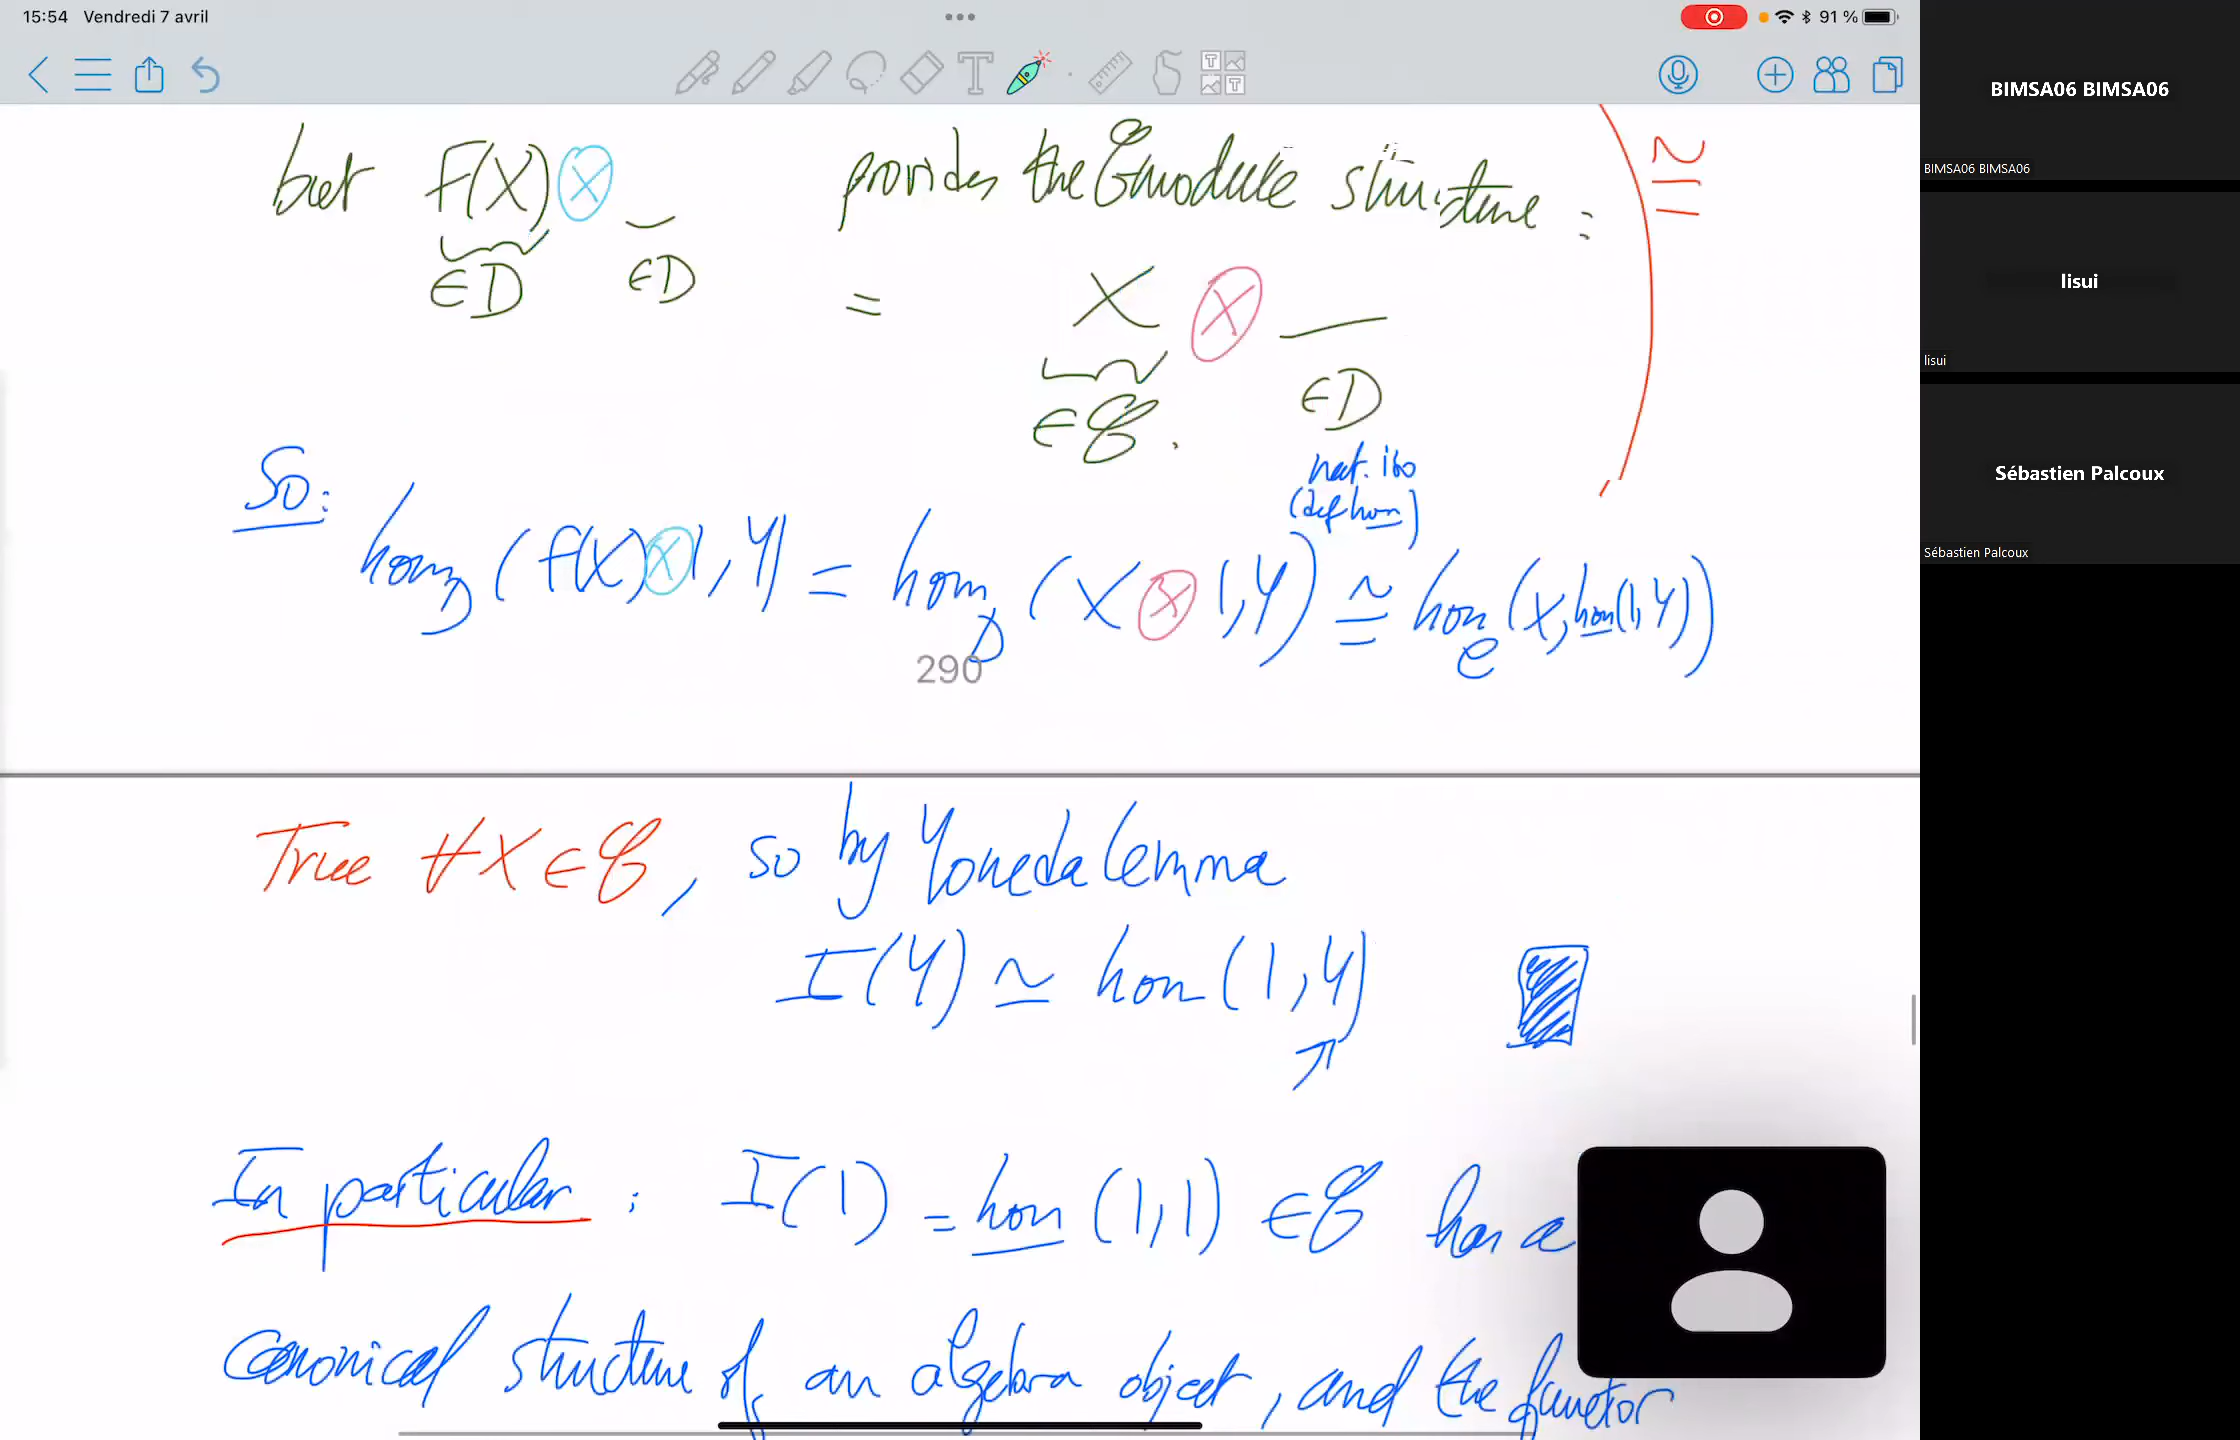 15:54 Vendredi 7 avril
91 %
but F(X) ⊗ _ provides the C module structure :
∈D ∈D
= X ⊗ _
∈C . ∈D
nat. iso
(def hom)
So: hom_D (F(X) ⊗ 1, Y) = hom_D (X ⊗ 1, Y) ≃ hom_C (X, hom(1, Y))
290
≃
True ∀X ∈ C, so by Yoneda Lemma
I(Y) ≃ hom (1, Y)
In particular : I(1) = hom (1, 1) ∈ C has a
canonical structure of an algebra object, and the functor
BIMSA06 BIMSA06
BIMSA06 BIMSA06
lisui
lisui
Sébastien Palcoux
Sébastien Palcoux